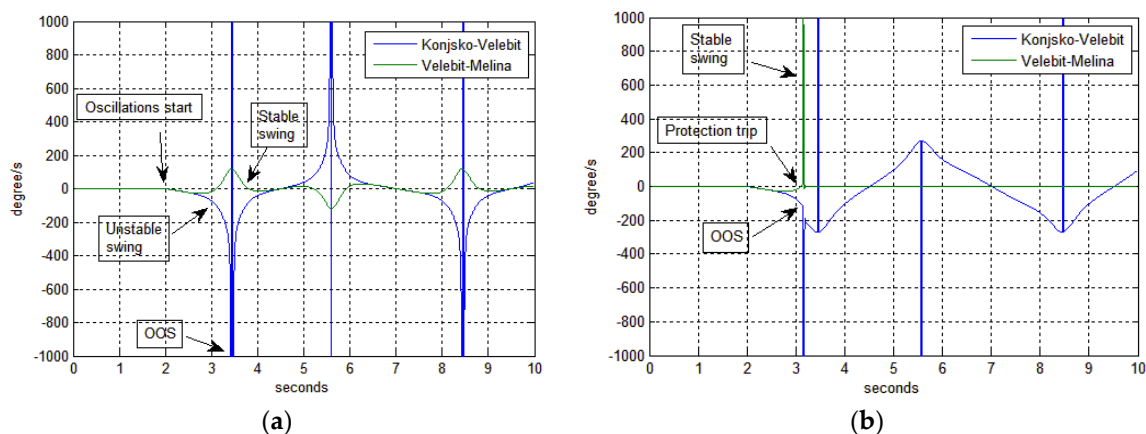 1000
800
600
400
200
0
-200
-400
-600
-800
-1000
degree/s
Konjsko-Velebit
Velebit-Melina
Oscillations start
Stable
swing
Unstable
swing
OOS
0 1 2 3 4 5 6 7 8 9 10
seconds
(a)
1000
800
600
400
200
0
-200
-400
-600
-800
-1000
degree/s
Stable
swing
Konjsko-Velebit
Velebit-Melina
Protection trip
OOS
0 1 2 3 4 5 6 7 8 9 10
seconds
(b)